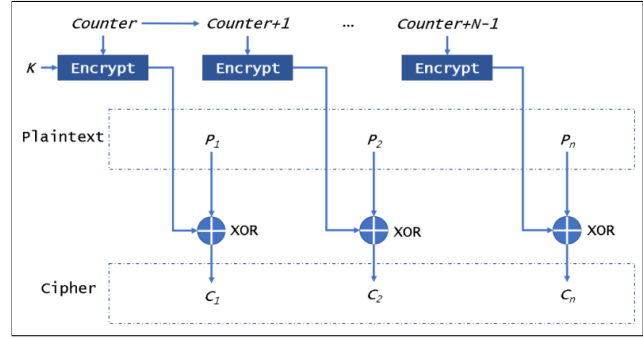 Counter Counter+1 … Counter+N-1
K Encrypt Encrypt Encrypt
Plaintext P1 P2 Pn
XOR XOR XOR
Cipher C1 C2 Cn